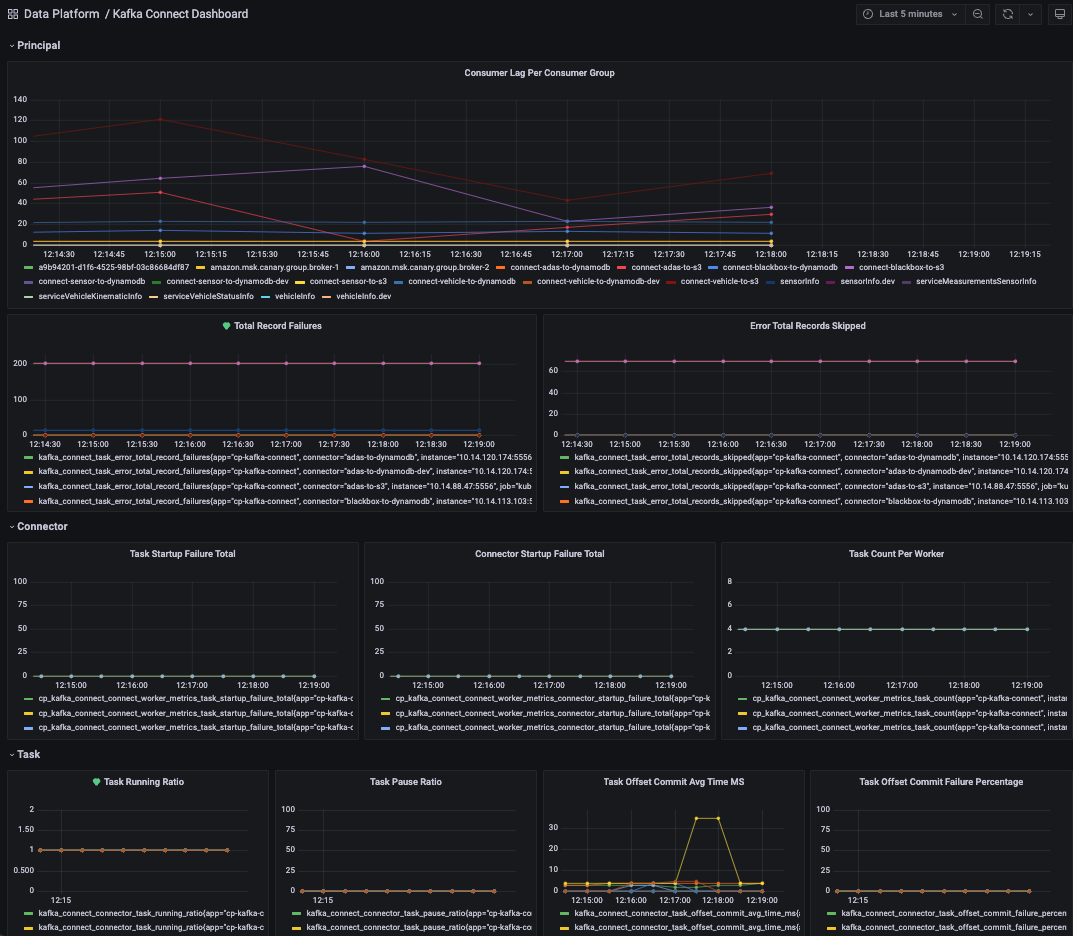 Data Platform / Kafka Connect Dashboard
Last 5 minutes
Principal
Consumer Lag Per Consumer Group
140
120
100
80
60
40
20
0
12:14:30 12:14:45 12:15:00 12:15:15 12:15:30 12:15:45 12:16:00 12:16:15 12:16:30 12:16:45 12:17:00 12:17:15 12:17:30 12:17:45 12:18:00 12:18:15 12:18:30 12:18:45 12:19:00 12:19:15
a9b94201-d1f6-4525-98bf-03c86684df87 amazon.msk.canary.group.broker-1 amazon.msk.canary.group.broker-2 connect-adas-to-dynamodb connect-adas-to-s3 connect-blackbox-to-dynamodb connect-blackbox-to-s3
connect-sensor-to-dynamodb connect-sensor-to-dynamodb-dev connect-sensor-to-s3 connect-vehicle-to-dynamodb connect-vehicle-to-dynamodb-dev connect-vehicle-to-s3 sensorInfo sensorInfo.dev serviceMeasurementsSensorInfo
serviceVehicleKinematicInfo serviceVehicleStatusInfo vehicleInfo vehicleInfo.dev
Total Record Failures
200
100
0
12:14:30 12:15:00 12:15:30 12:16:00 12:16:30 12:17:00 12:17:30 12:18:00 12:18:30 12:19:00
kafka_connect_task_error_total_record_failures{app="cp-kafka-connect", connector="adas-to-dynamodb", instance="10.14.120.174:5556
kafka_connect_task_error_total_record_failures{app="cp-kafka-connect", connector="adas-to-dynamodb-dev", instance="10.14.120.174:5
kafka_connect_task_error_total_record_failures{app="cp-kafka-connect", connector="adas-to-s3", instance="10.14.88.47:5556", job="kub
kafka_connect_task_error_total_record_failures{app="cp-kafka-connect", connector="blackbox-to-dynamodb", instance="10.14.113.103:5
Error Total Records Skipped
60
40
20
0
12:14:30 12:15:00 12:15:30 12:16:00 12:16:30 12:17:00 12:17:30 12:18:00 12:18:30 12:19:00
kafka_connect_task_error_total_records_skipped{app="cp-kafka-connect", connector="adas-to-dynamodb", instance="10.14.120.174:555
kafka_connect_task_error_total_records_skipped{app="cp-kafka-connect", connector="adas-to-dynamodb-dev", instance="10.14.120.174
kafka_connect_task_error_total_records_skipped{app="cp-kafka-connect", connector="adas-to-s3", instance="10.14.88.47:5556", job="ku
kafka_connect_task_error_total_records_skipped{app="cp-kafka-connect", connector="blackbox-to-dynamodb", instance="10.14.113.103
Connector
Task Startup Failure Total
100
75
50
25
0
12:15:00 12:16:00 12:17:00 12:18:00 12:19:00
cp_kafka_connect_connect_worker_metrics_task_startup_failure_total{app="cp-kafka-c
cp_kafka_connect_connect_worker_metrics_task_startup_failure_total{app="cp-kafka-c
cp_kafka_connect_connect_worker_metrics_task_startup_failure_total{app="cp-kafka-c
Connector Startup Failure Total
100
75
50
25
0
12:15:00 12:16:00 12:17:00 12:18:00 12:19:00
cp_kafka_connect_connect_worker_metrics_connector_startup_failure_total{app="cp-k
cp_kafka_connect_connect_worker_metrics_connector_startup_failure_total{app="cp-k
cp_kafka_connect_connect_worker_metrics_connector_startup_failure_total{app="cp-k
Task Count Per Worker
8
6
4
2
0
12:15:00 12:16:00 12:17:00 12:18:00 12:19:00
cp_kafka_connect_connect_worker_metrics_task_count{app="cp-kafka-connect", instar
cp_kafka_connect_connect_worker_metrics_task_count{app="cp-kafka-connect", instar
cp_kafka_connect_connect_worker_metrics_task_count{app="cp-kafka-connect", instar
Task
Task Running Ratio
2
1.50
1
0.500
0
12:15
kafka_connect_connector_task_running_ratio{app="cp-kafka-c
kafka_connect_connector_task_running_ratio{app="cp-kafka-c
Task Pause Ratio
100
75
50
25
0
12:15
kafka_connect_connector_task_pause_ratio{app="cp-kafka-co
kafka_connect_connector_task_pause_ratio{app="cp-kafka-co
Task Offset Commit Avg Time MS
30
20
10
0
12:15:00 12:16:00 12:17:00 12:18:00 12:19:00
kafka_connect_connector_task_offset_commit_avg_time_ms{
kafka_connect_connector_task_offset_commit_avg_time_ms{
Task Offset Commit Failure Percentage
100
75
50
25
0
12:15
kafka_connect_connector_task_offset_commit_failure_percen
kafka_connect_connector_task_offset_commit_failure_percen